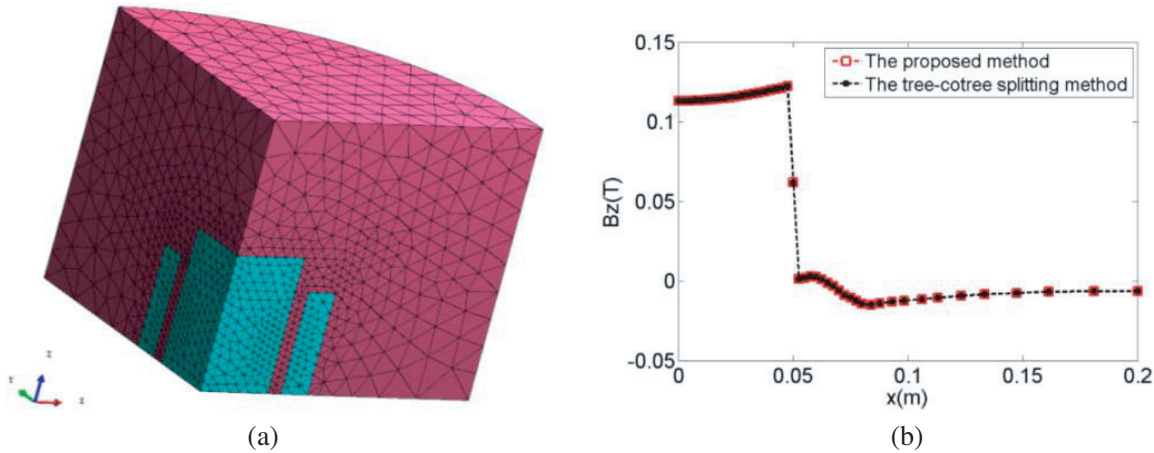 0.15
0.1
0.05
0
-0.05
Bz(T)
The proposed method
The tree-cotree splitting method
0
0.05
0.1
0.15
0.2
x(m)
(a)
(b)